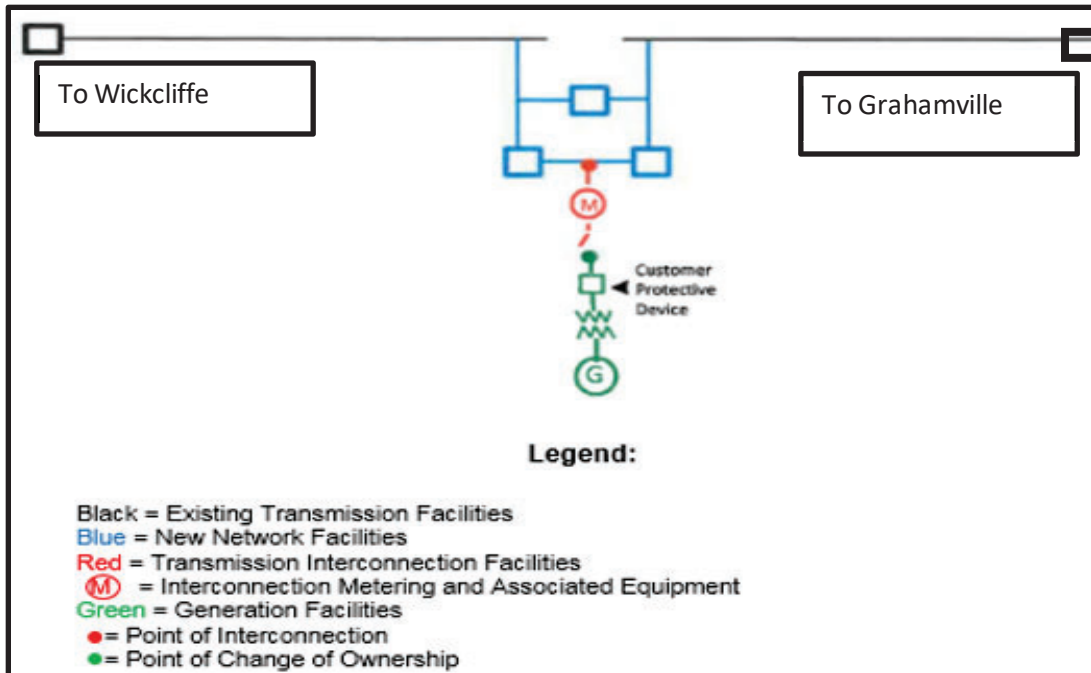 To Wickcliffe
To Grahamville
M
Customer
Protective
Device
G
Legend:
Black = Existing Transmission Facilities
Blue = New Network Facilities
Red = Transmission Interconnection Facilities
M = Interconnection Metering and Associated Equipment
Green = Generation Facilities
= Point of Interconnection
= Point of Change of Ownership